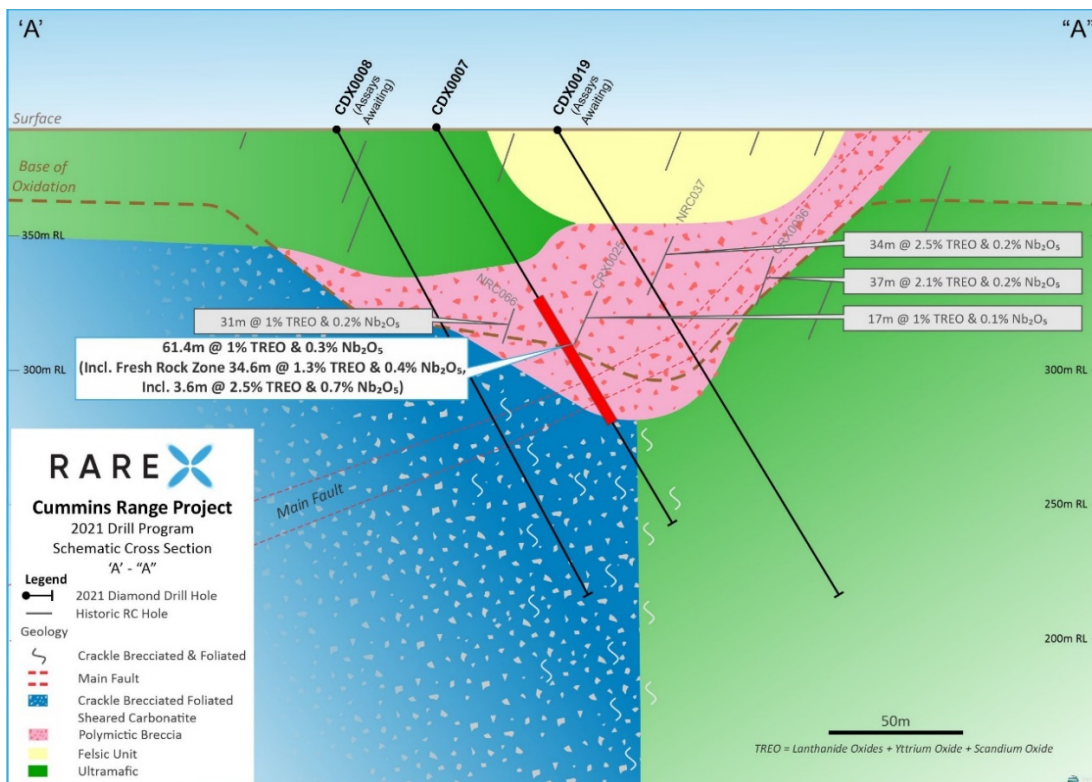 ‘A’
“A”
CDX0008
(Assays
Awaiting)
CDX0007
CDX0019
(Assays
Awaiting)
Surface
Base of
Oxidation
350m RL
NRC037
CRX0036
34m @ 2.5% TREO & 0.2% Nb₂O₅
CRX0025
NRC066
37m @ 2.1% TREO & 0.2% Nb₂O₅
31m @ 1% TREO & 0.2% Nb₂O₅
17m @ 1% TREO & 0.1% Nb₂O₅
61.4m @ 1% TREO & 0.3% Nb₂O₅
(Incl. Fresh Rock Zone 34.6m @ 1.3% TREO & 0.4% Nb₂O₅,
Incl. 3.6m @ 2.5% TREO & 0.7% Nb₂O₅)
300m RL
300m RL
Main Fault
250m RL
200m RL
RAREX
Cummins Range Project
2021 Drill Program
Schematic Cross Section
‘A’ - “A”
Legend
2021 Diamond Drill Hole
Historic RC Hole
Geology
Crackle Brecciated & Foliated
Main Fault
Crackle Brecciated Foliated
Sheared Carbonatite
Polymictic Breccia
Felsic Unit
Ultramafic
50m
TREO = Lanthanide Oxides + Yttrium Oxide + Scandium Oxide